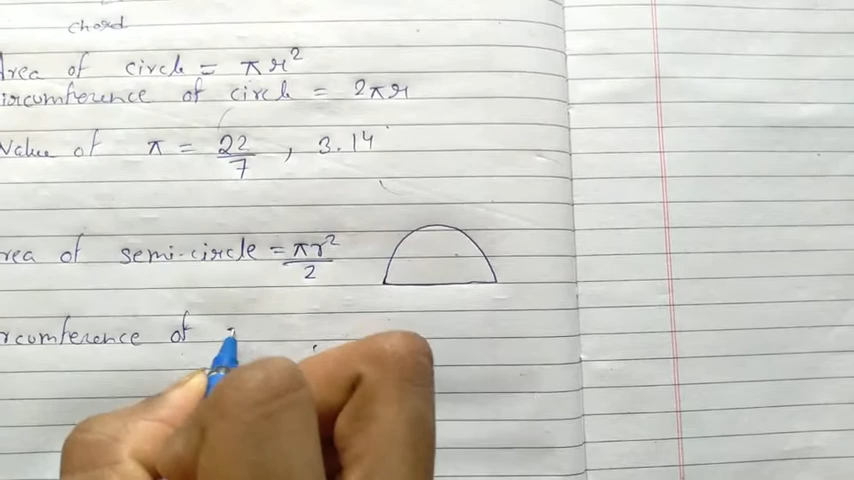 chord
Area of circle = πr²
ircumference of circle = 2πr
Value of π = 22/7 , 3.14
rea of semi-circle = πr²/2
rcumference of